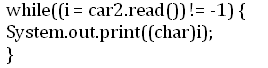 while((i = car2.read()) != -1) {
System.out.print((char)i);
}